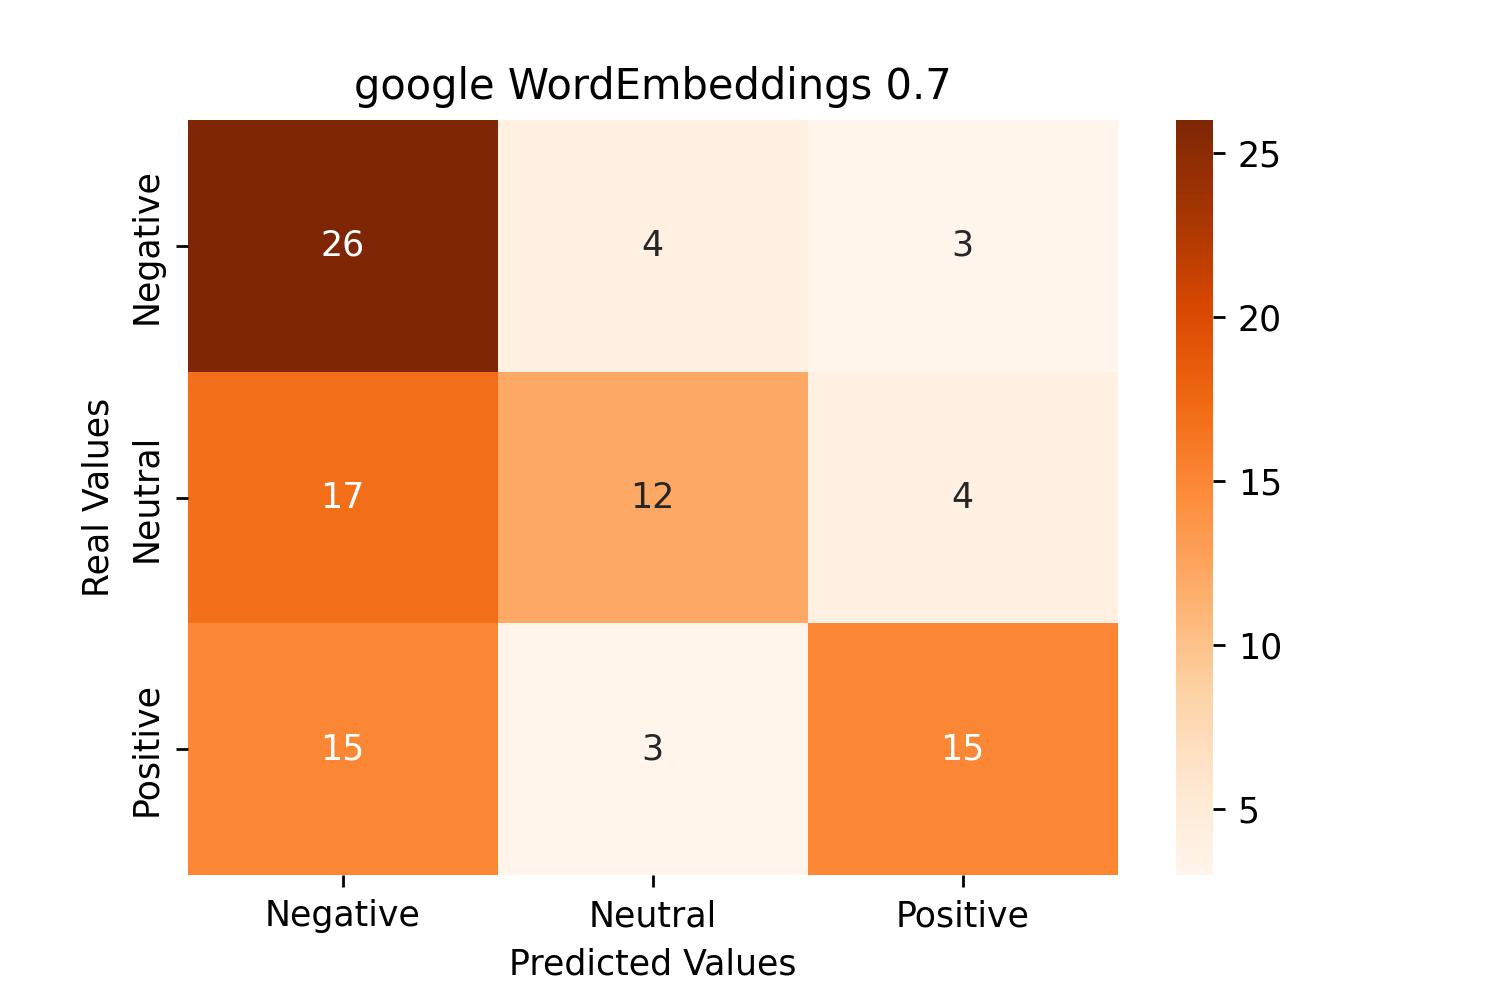 google WordEmbeddings 0.7
Real Values
Negative
26 4 3
Neutral
17 12 4
Positive
15 3 15
Negative Neutral Positive
Predicted Values
25
20
15
10
5